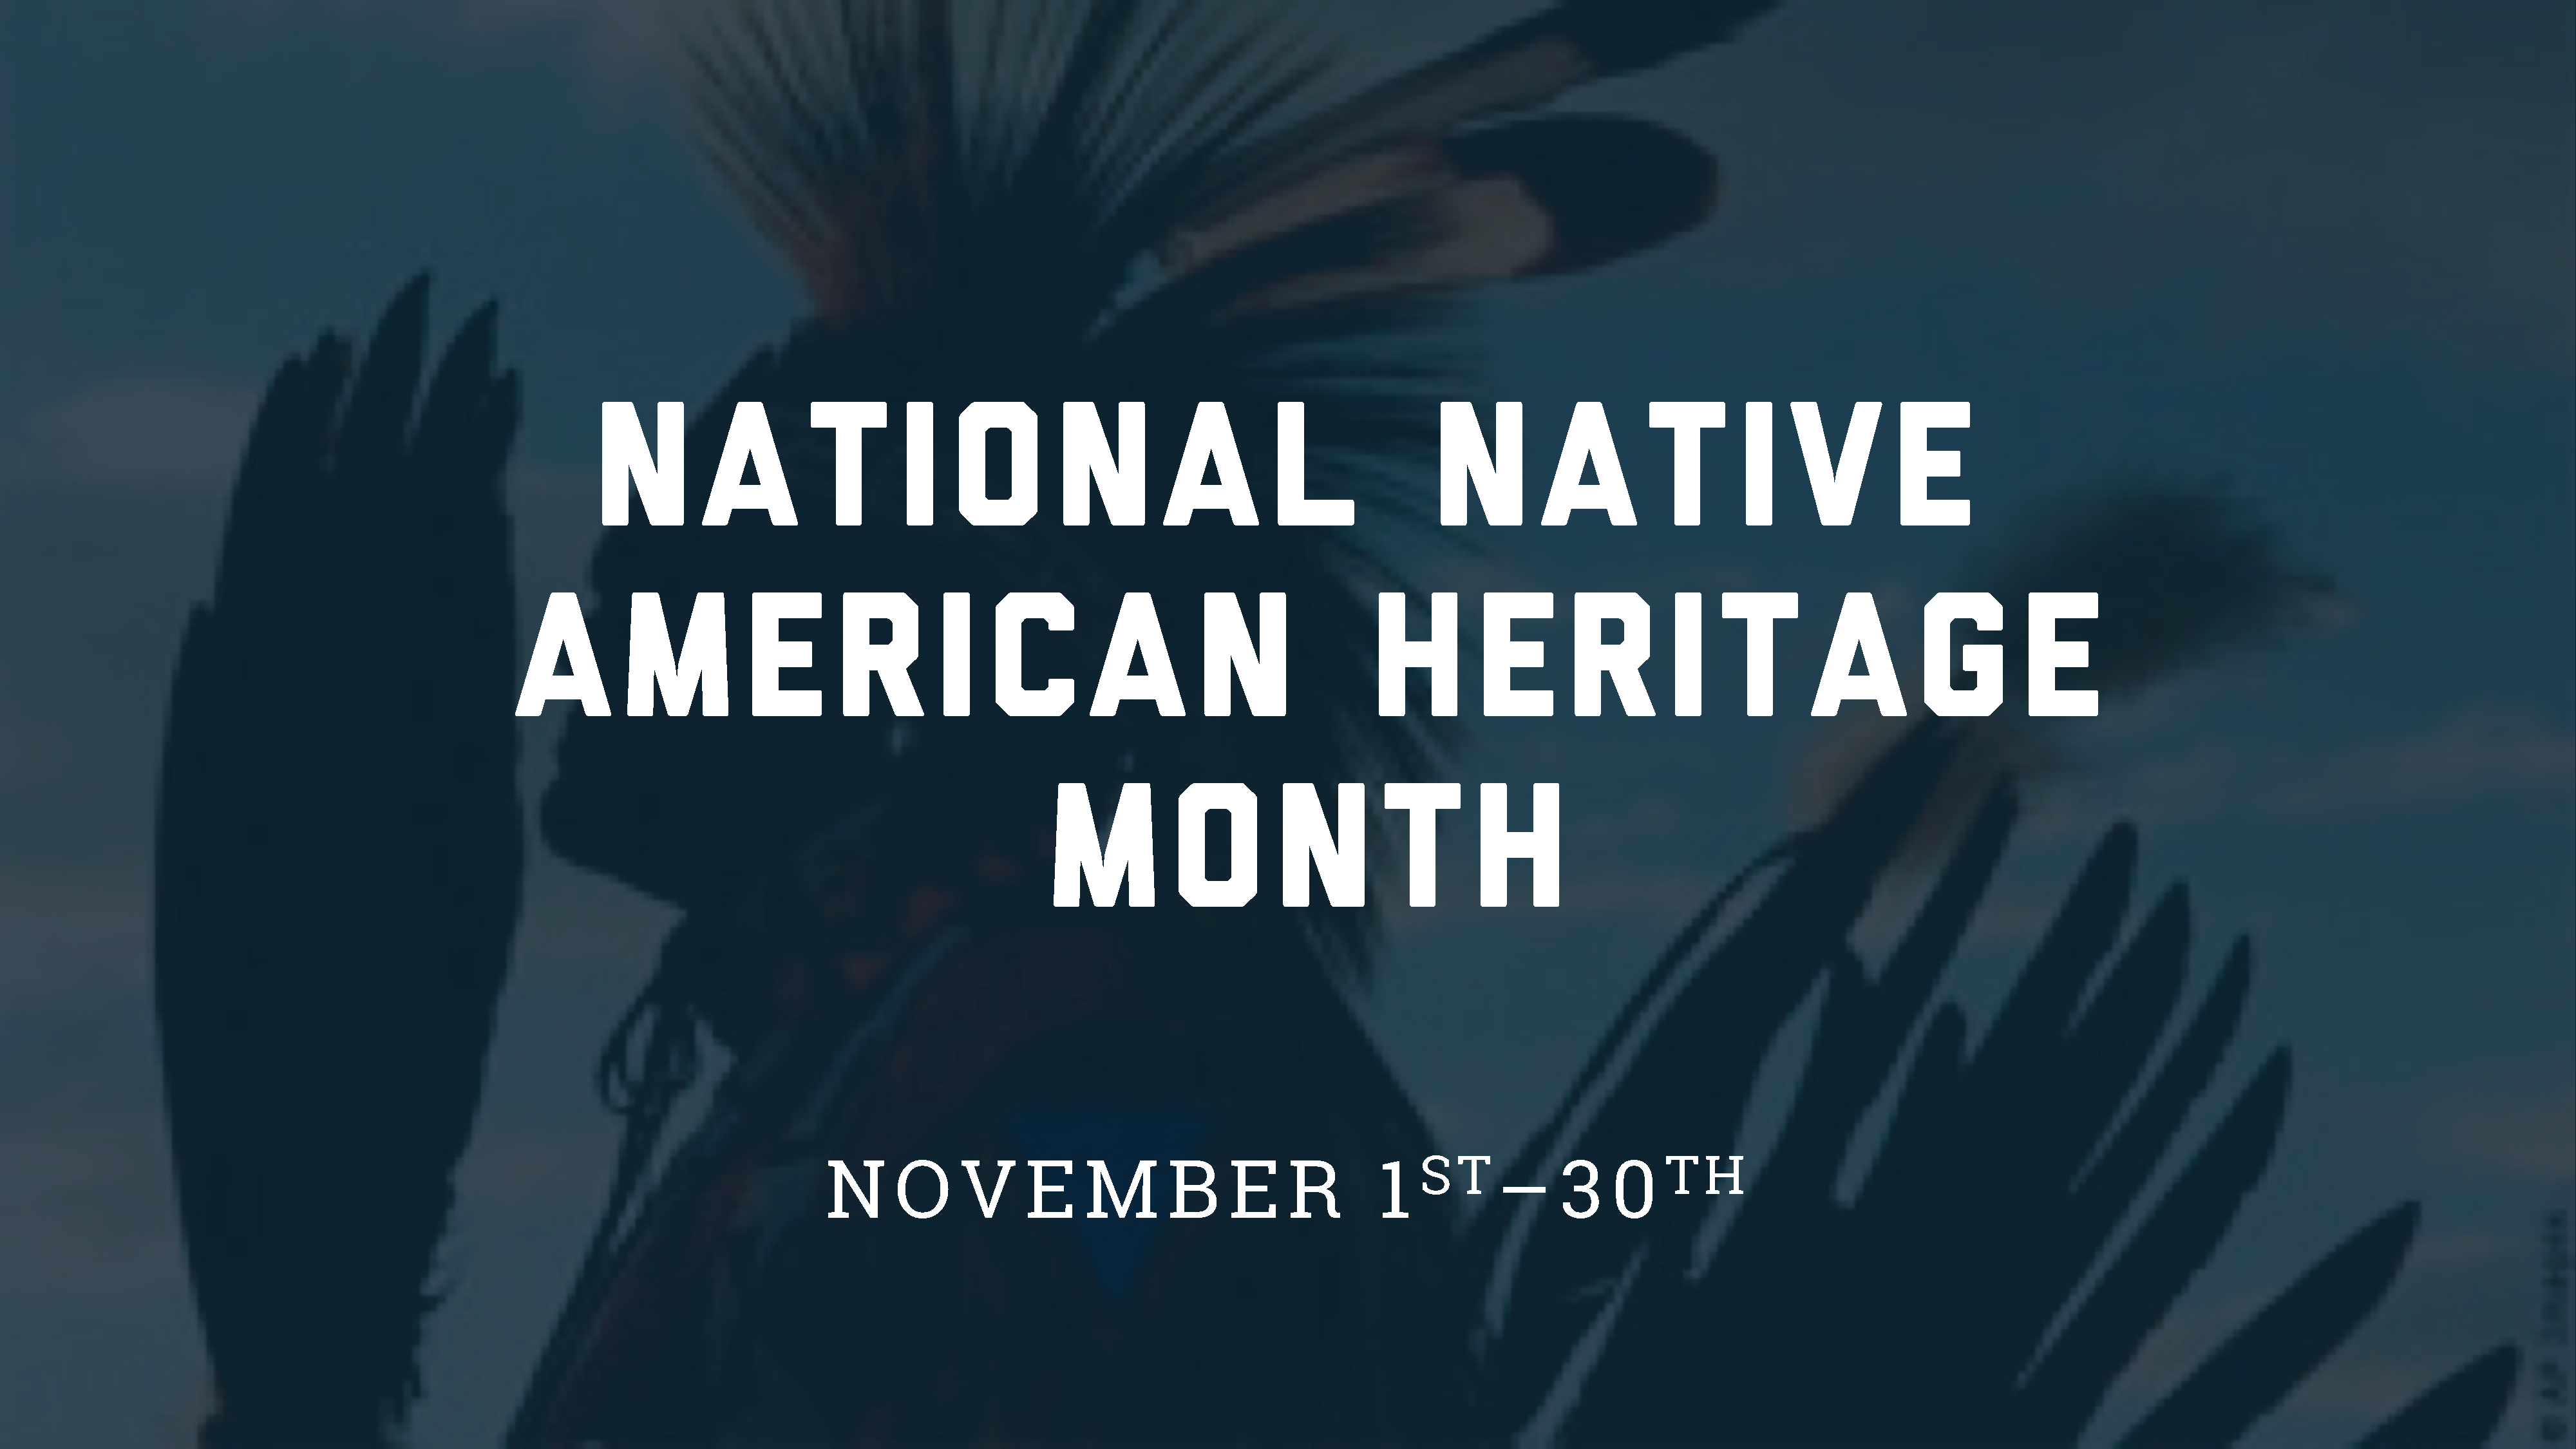 NATIONAL NATIVE
AMERICAN HERITAGE
MONTH
NOVEMBER 1ST–30TH